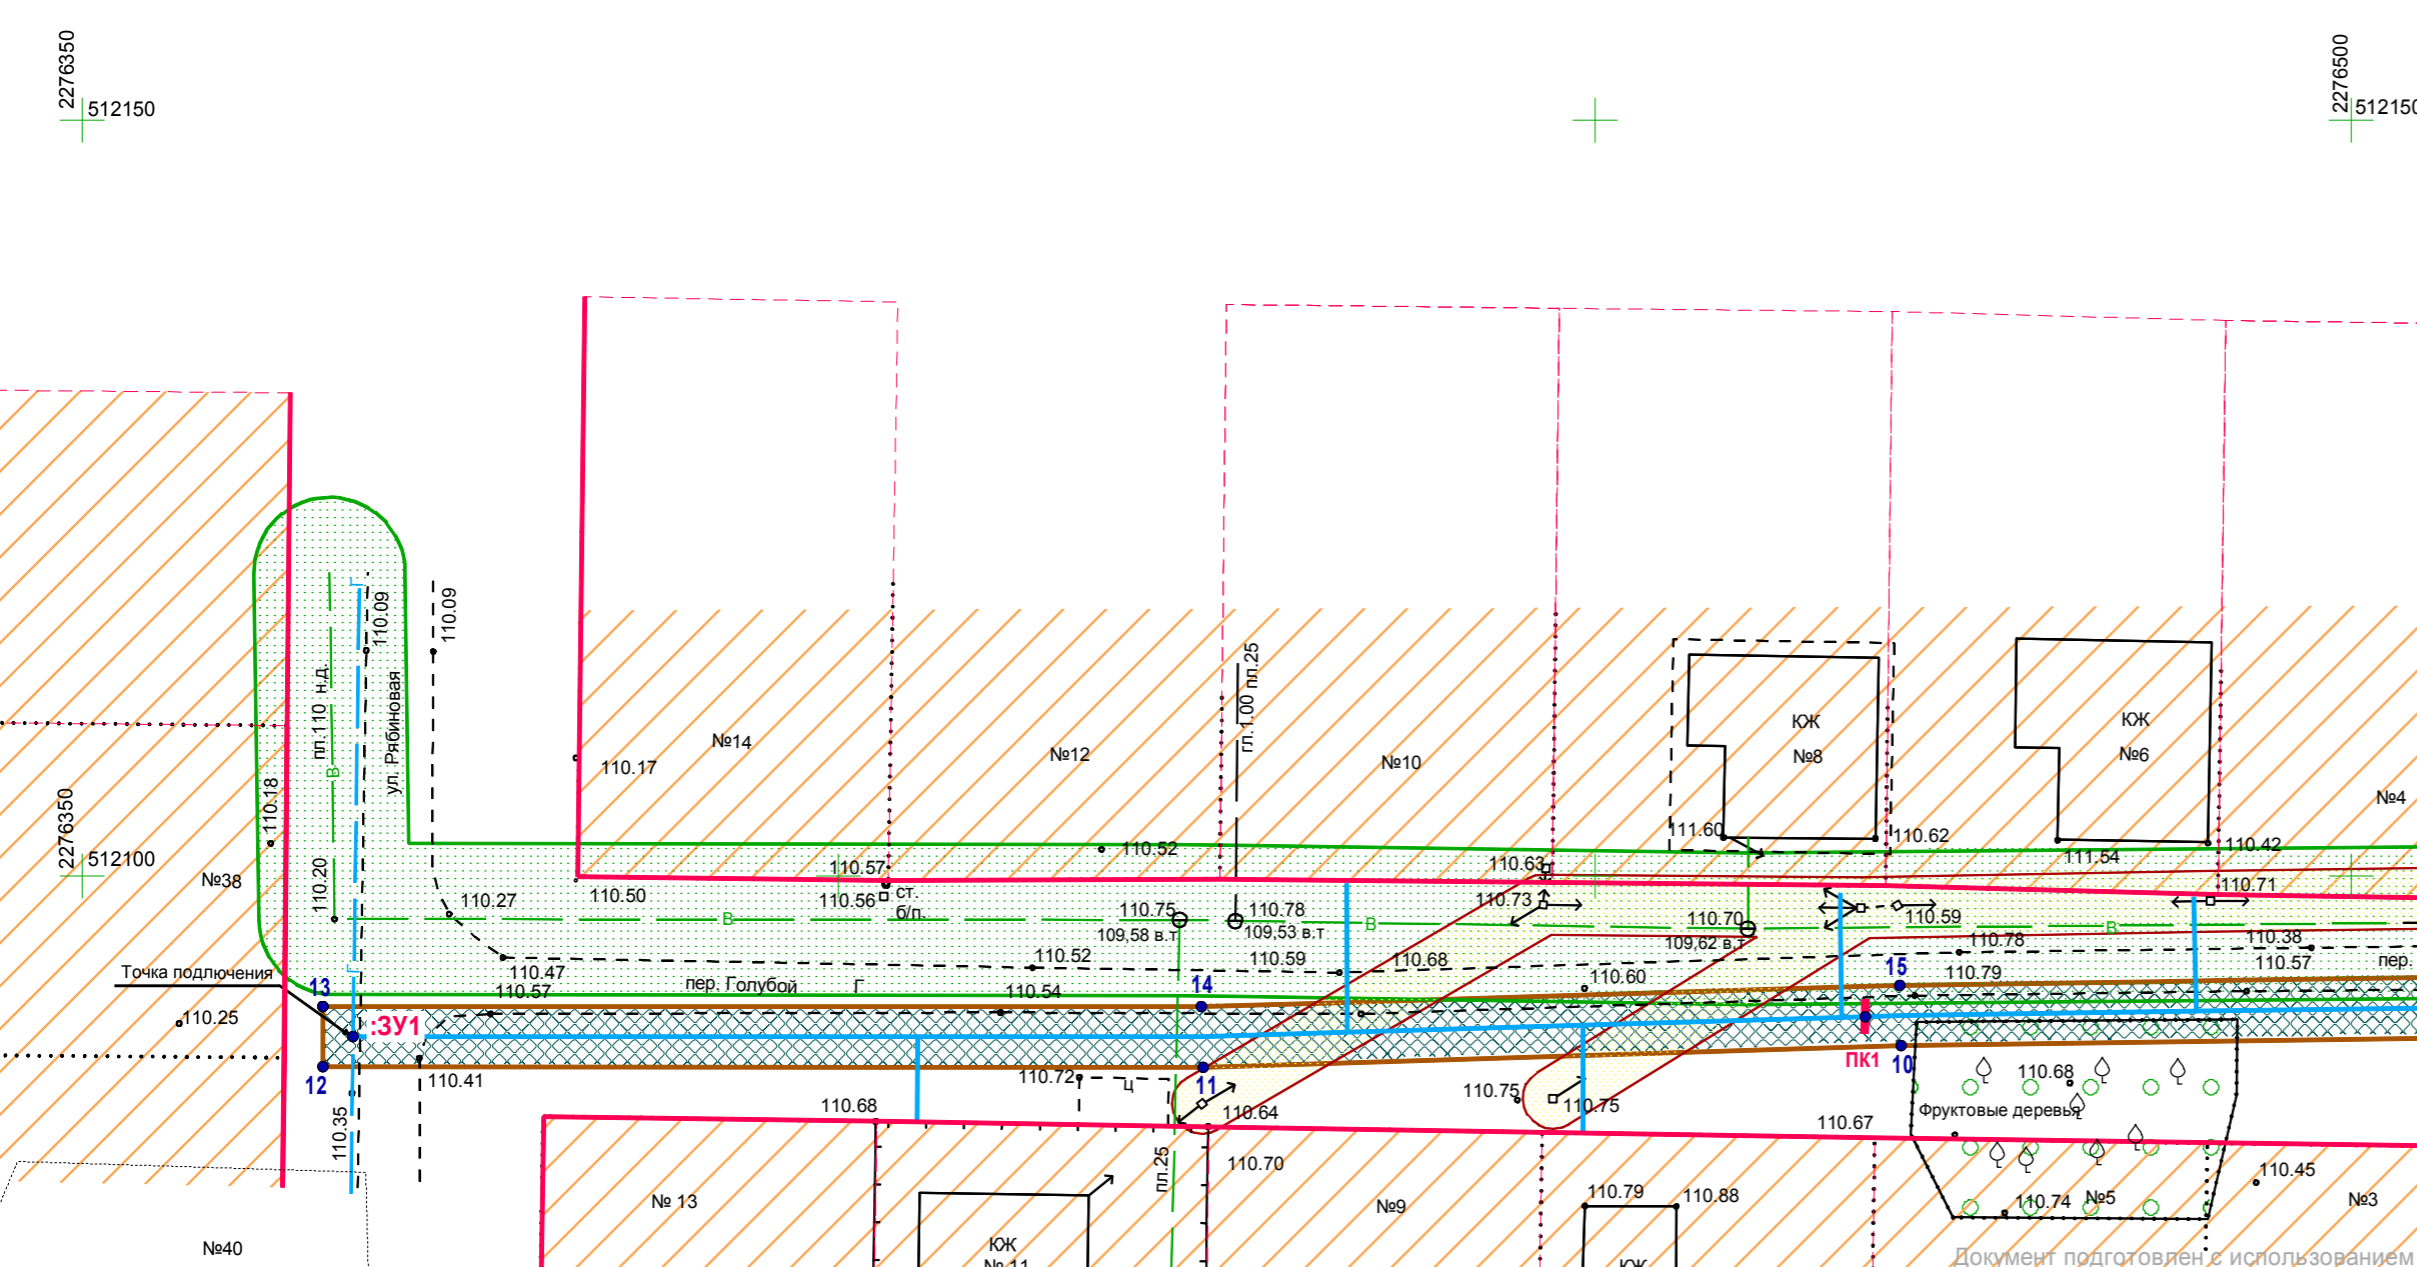 2276350
512150
2276500
512150
110.09
110.09
пл.110 н.д.
ул. Рябиновая
В
Г
гл.1.00 пл.25
№14
110.17
№12
№10
КЖ
№8
КЖ
№6
№4
110.18
2276350
512100
№38
110.20
110.27
110.50
110.57
110.56
ст.
б/п.
110.52
110.63
111.60
110.62
111.54
110.42
110.71
110.73
110.75
109,58 в.т
110.78
109,53 в.т
В
В
110.70
109,62 в.т
110.59
110.78
В
110.38
110.57
пер.
Точка подлючения
Г
110.47
110.57
пер. Голубой
Г
110.52
110.54
110.59
110.68
110.60
110.79
13
14
15
:ЗУ1
110.25
12
11
10
ПК1
110.41
110.35
110.72
ц
110.68
110.64
110.75
110.75
110.67
110.68
Фруктовые деревья
пл.25
110.70
№ 13
№9
110.79
110.88
110.74
№5
110.45
№3
№40
КЖ
№ 11
КЖ
Документ подготовлен с использованием